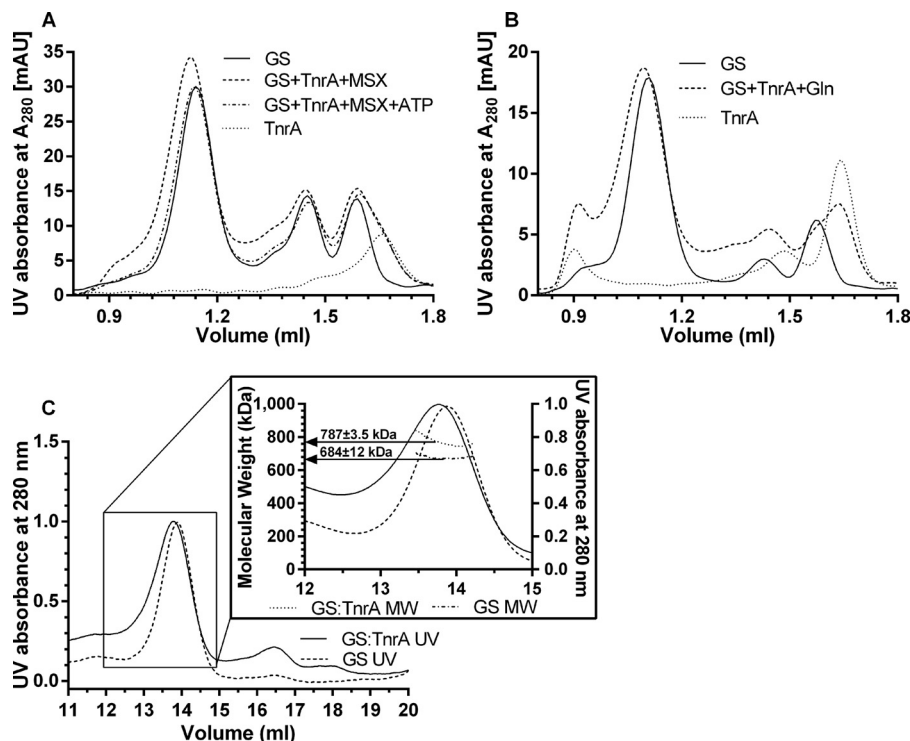 A
UV absorbance at A280 [mAU]
35
30
25
20
15
10
5
0
0.9
1.2
1.5
1.8
Volume (ml)
GS
GS+TnrA+MSX
GS+TnrA+MSX+ATP
TnrA
B
UV absorbance at A280 [mAU]
20
15
10
5
0
0.9
1.2
1.5
1.8
Volume (ml)
GS
GS+TnrA+Gln
TnrA
C
UV absorbance at 280 nm
1.5
1.0
0.5
0.0
11 12 13 14 15 16 17 18 19 20
Volume (ml)
GS:TnrA UV
GS UV
Molecular Weight (kDa)
1,000
800
600
400
200
0
787±3.5 kDa
684±12 kDa
12 13 14 15
1.0
0.8
0.6
0.4
0.2
0.0
UV absorbance at 280 nm
GS:TnrA MW
GS MW